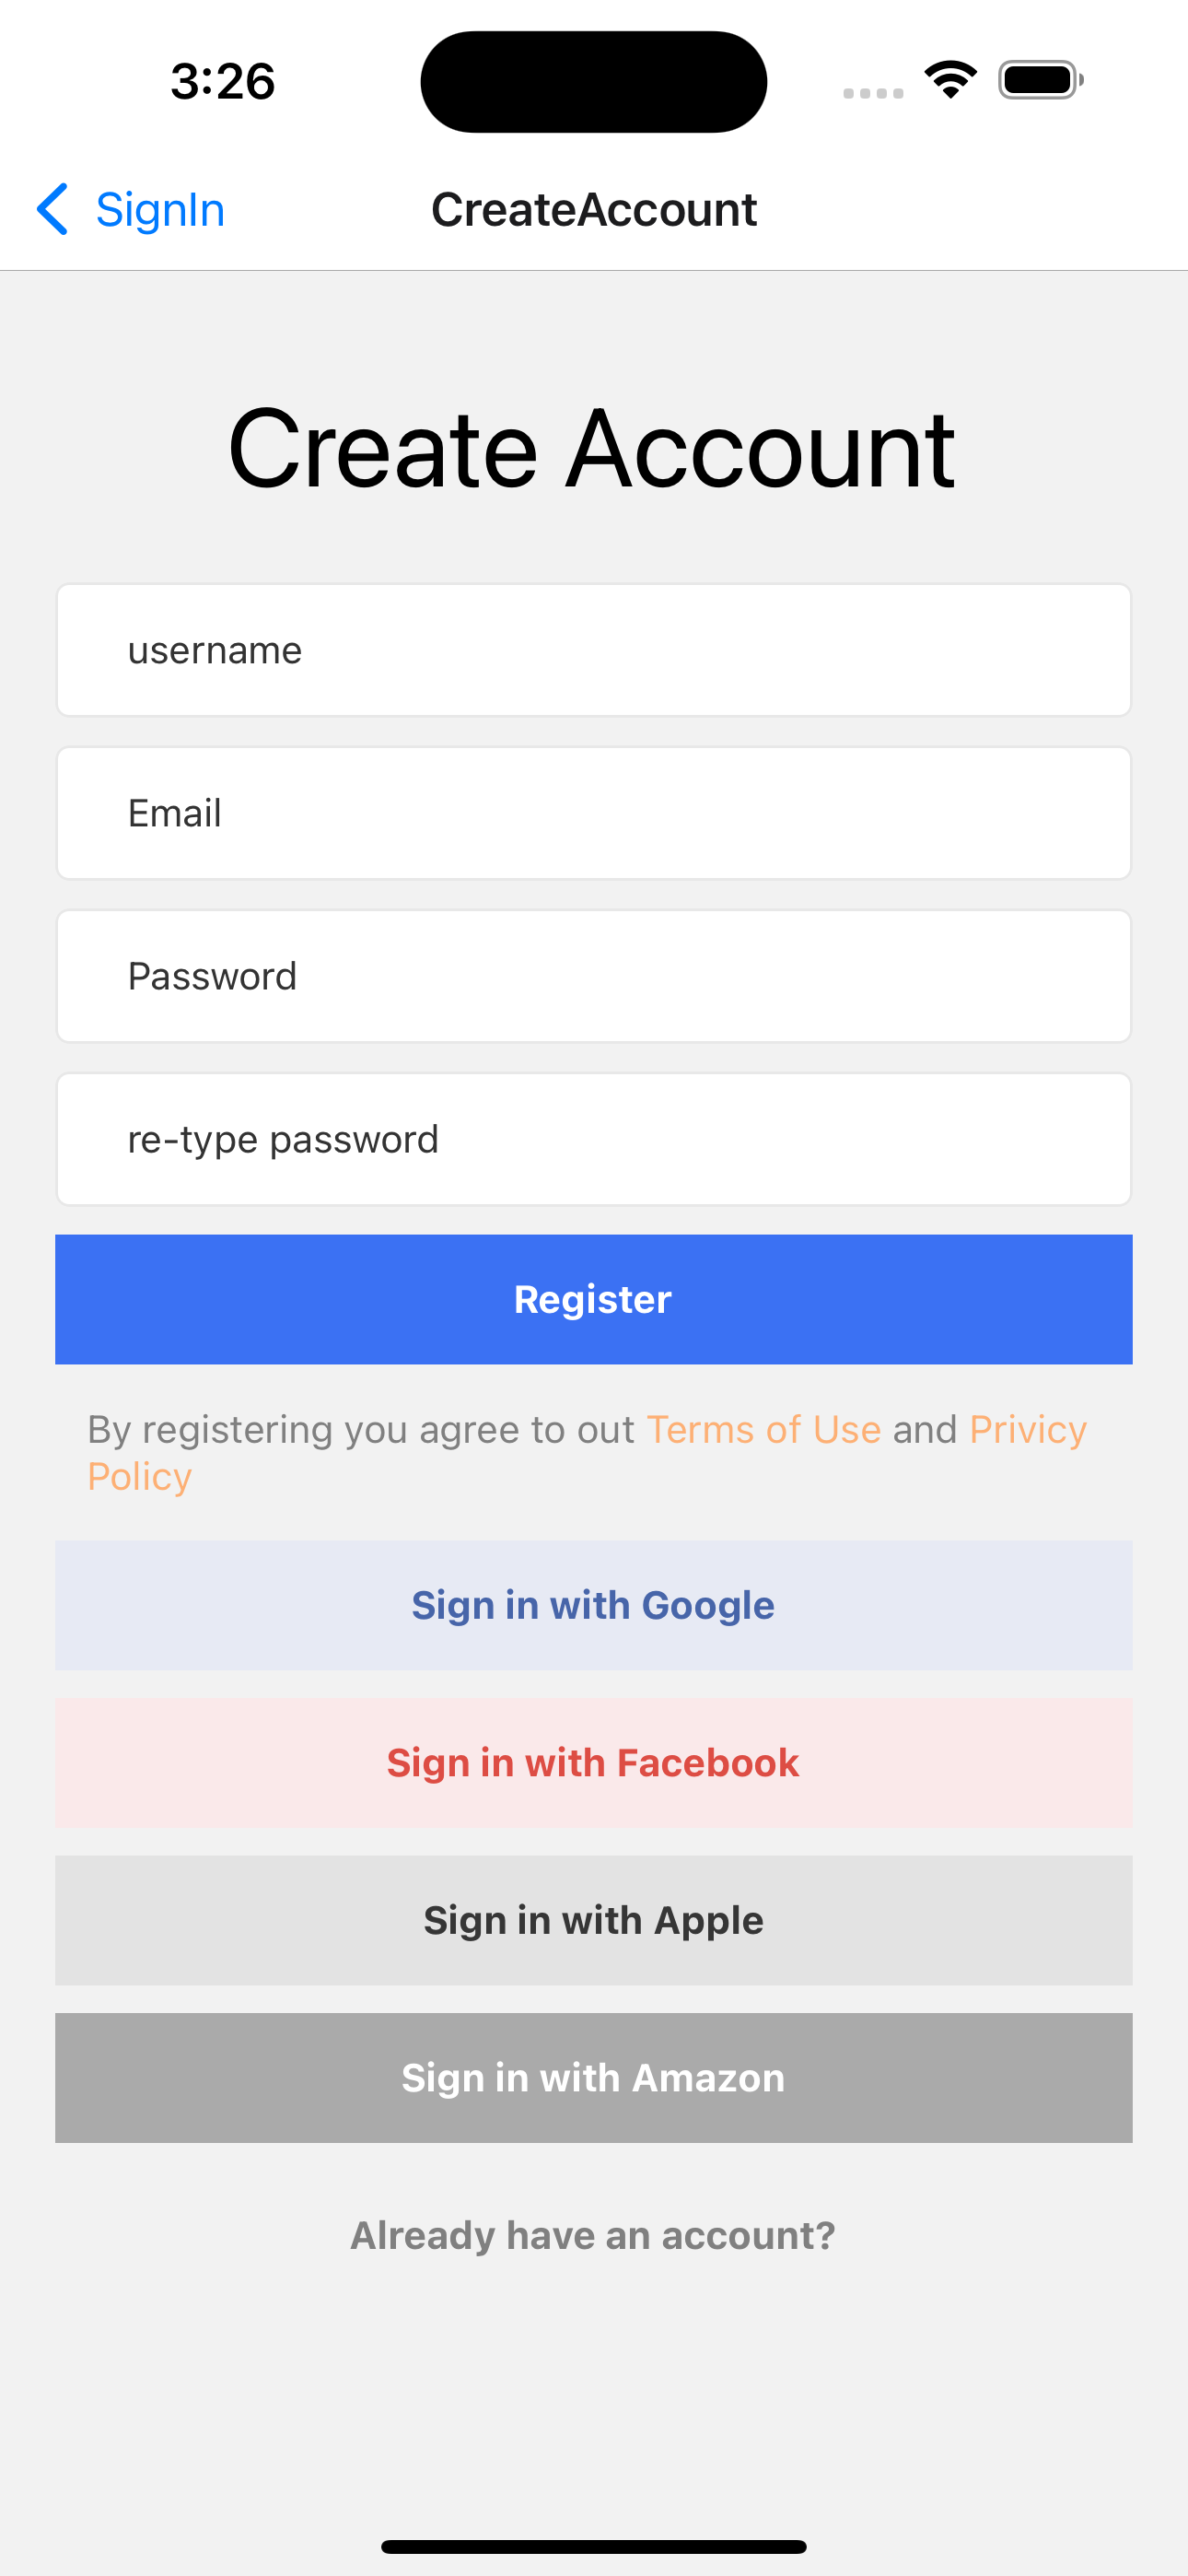 3:26
SignIn
CreateAccount
Create Account
username
Email
Password
re-type password
Register
By registering you agree to out Terms of Use and Privicy
Policy
Sign in with Google
Sign in with Facebook
Sign in with Apple
Sign in with Amazon
Already have an account?